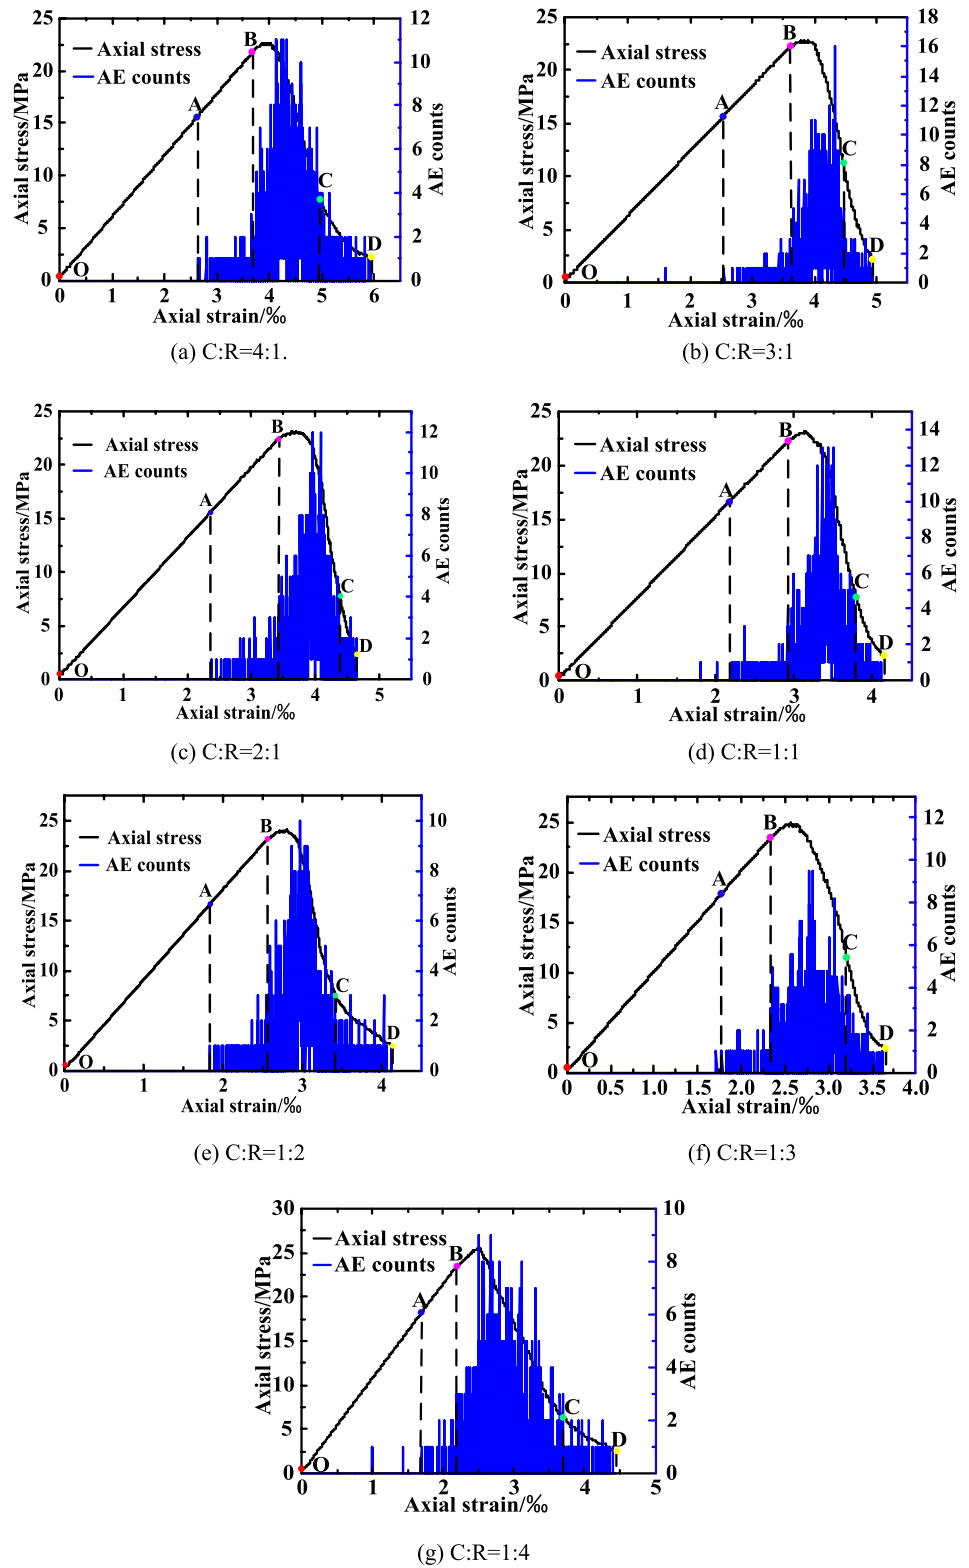 25
20
15
10
5
0
Axial stress/MPa
Axial stress
AE counts
O
A
B
C
D
12
10
8
6
4
2
0
AE counts
0 1 2 3 4 5 6
Axial strain/‰
(a) C:R=4:1.
25
20
15
10
5
0
Axial stress/MPa
Axial stress
AE counts
O
A
B
C
D
18
16
14
12
10
8
6
4
2
0
AE counts
0 1 2 3 4 5
Axial strain/‰
(b) C:R=3:1
25
20
15
10
5
0
Axial stress/MPa
Axial stress
AE counts
O
A
B
C
D
12
10
8
6
4
2
0
AE counts
0 1 2 3 4 5
Axial strain/‰
(c) C:R=2:1
25
20
15
10
5
0
Axial stress/MPa
Axial stress
AE counts
O
A
B
C
D
14
12
10
8
6
4
2
0
AE counts
0 1 2 3 4
Axial strain/‰
(d) C:R=1:1
25
20
15
10
5
0
Axial stress/MPa
Axial stress
AE counts
O
A
B
C
D
10
8
6
4
2
0
AE counts
0 1 2 3 4
Axial strain/‰
(e) C:R=1:2
25
20
15
10
5
0
Axial stress/MPa
Axial stress
AE counts
O
A
B
C
D
12
10
8
6
4
2
0
AE counts
0 0.5 1.0 1.5 2.0 2.5 3.0 3.5 4.0
Axial strain/‰
(f) C:R=1:3
30
25
20
15
10
5
0
Axial stress/MPa
Axial stress
AE counts
O
A
B
C
D
10
8
6
4
2
0
AE counts
0 1 2 3 4 5
Axial strain/‰
(g) C:R=1:4